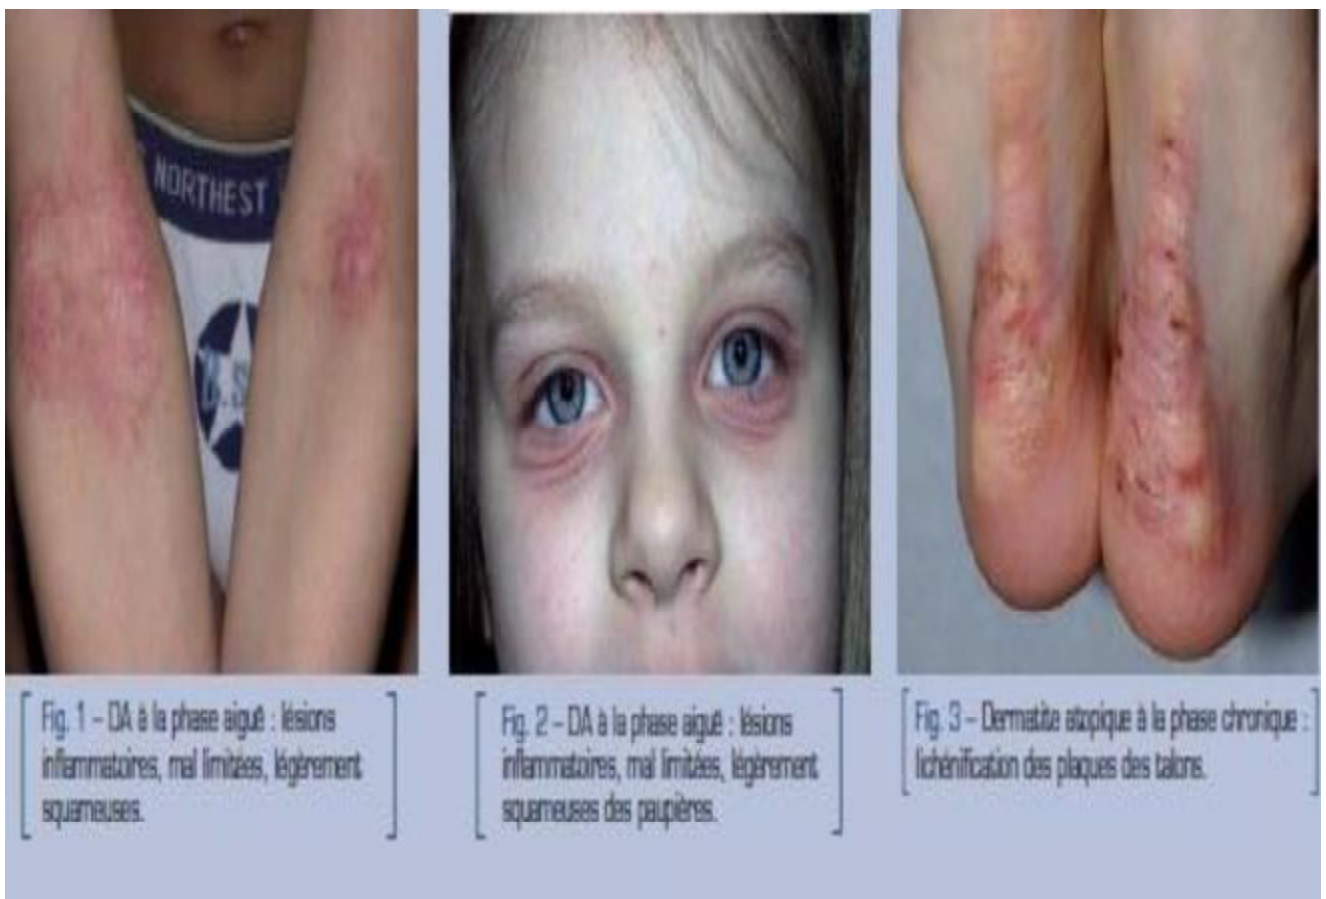 NORTHEST
U.S
Fig. 1 – DA à la phase aiguë : lésions
inflammatoires, mal limitées, légèrement
squameuses.
Fig. 2 – DA à la phase aiguë : lésions
inflammatoires, mal limitées, légèrement
squameuses des paupières.
Fig. 3 – Dermatite atopique à la phase chronique :
lichénification des plaques des talons.